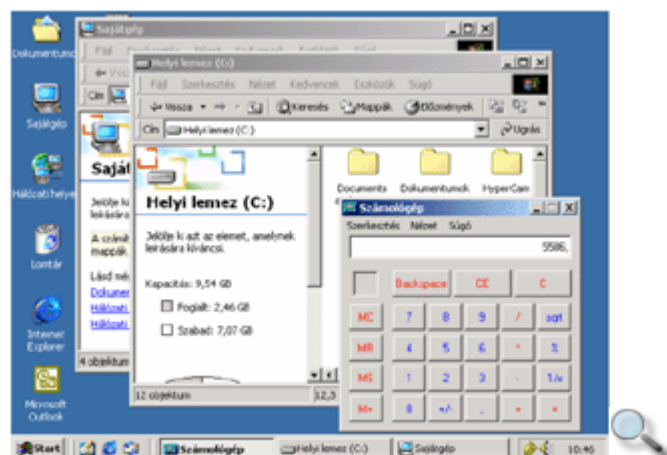 Dokumentumok
Sajátgép
Hálózati helyek
Lomtár
Internet
Explorer
Microsoft
Outlook
Sajátgép
Helyi lemez (C:)
Fájl Szerkesztés Nézet Kedvencek Eszközök Súgó
Vissza Keresés Mappák Előzmények
Cím Helyi lemez (C:) Ugrás
Helyi lemez (C:)
Jelölje ki azt az elemet, amelynek
leírására kíváncsi.
Kapacitás: 9,54 GB
Foglalt: 2,46 GB
Szabad: 7,07 GB
Documents Dokumentumok HyperCam
12 objektum 12,3
4 objektum
Számológép
Szerkesztés Nézet Súgó
5586,
Backspace CE C
MC 7 8 9 / sqrt
MR 4 5 6 * %
MS 1 2 3 - 1/x
M+ 0 +/- , + =
Start Számológép Helyi lemez (C:) Sajátgép 10:46